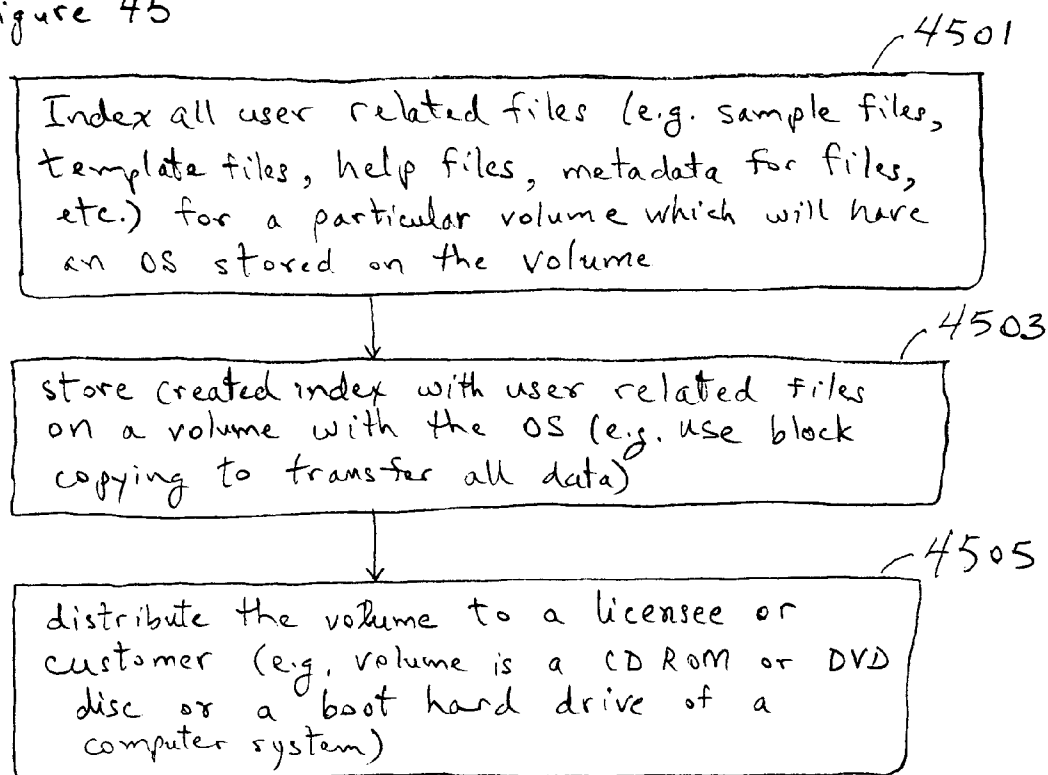 igure 45
4501
Index all user related files (e.g. sample files,
template files, help files, metadata for files,
etc.) for a particular volume which will have
an OS stored on the volume
4503
store created index with user related files
on a volume with the OS (e.g. use block
copying to transfer all data)
4505
distribute the volume to a licensee or
customer (e.g. volume is a CD ROM or DVD
disc or a boot hard drive of a
computer system)